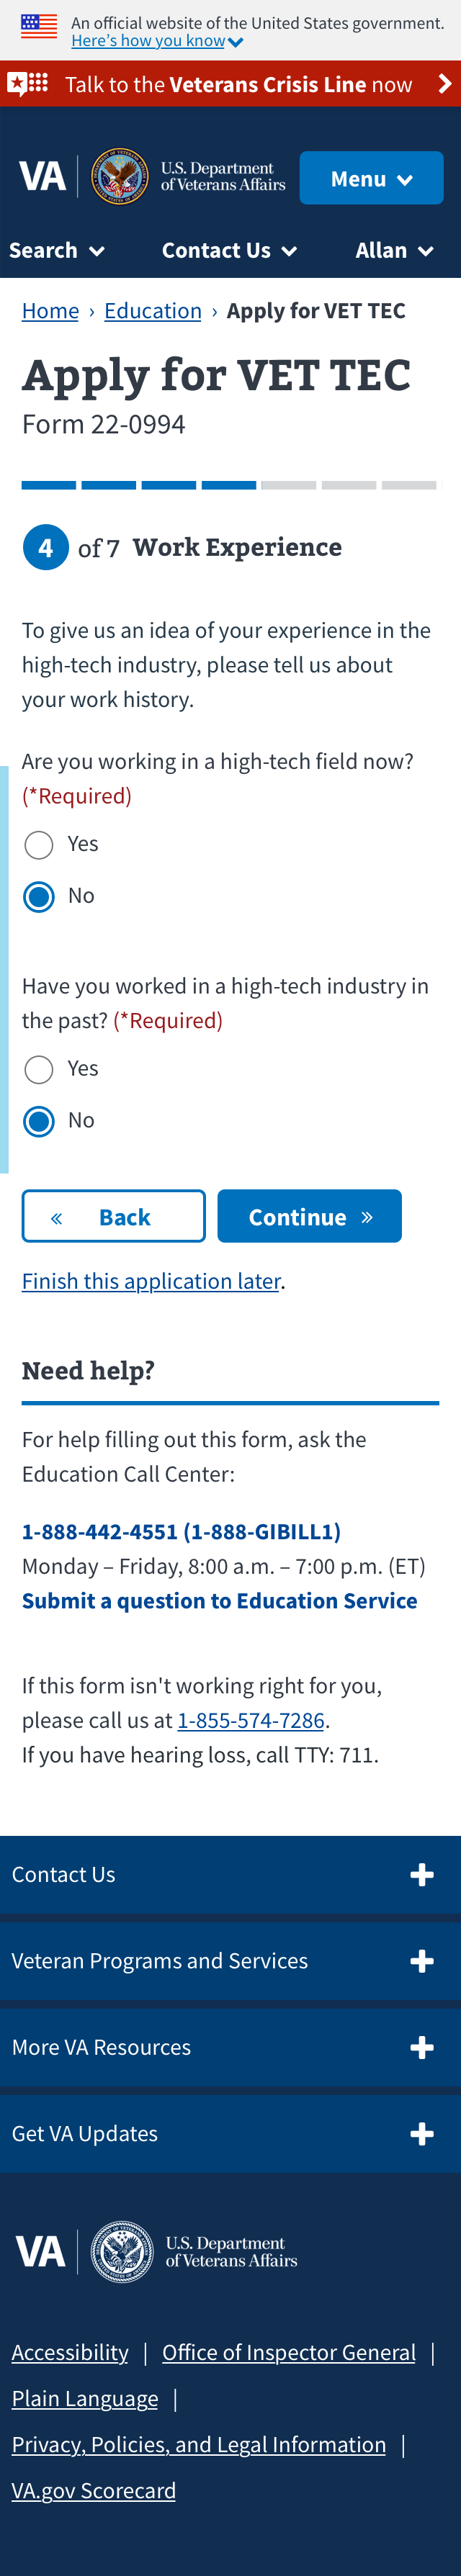 An official website of the United States government.
Here's how you know
Talk to the Veterans Crisis Line now
VA
U.S. Department
of Veterans Affairs
Menu
Search
Contact Us
Allan
Home › Education › Apply for VET TEC
Apply for VET TEC
Form 22-0994
4 of 7 Work Experience
To give us an idea of your experience in the
high-tech industry, please tell us about
your work history.
Are you working in a high-tech field now?
(*Required)
Yes
No
Have you worked in a high-tech industry in
the past? (*Required)
Yes
No
« Back
Continue »
Finish this application later.
Need help?
For help filling out this form, ask the
Education Call Center:
1-888-442-4551 (1-888-GIBILL1)
Monday – Friday, 8:00 a.m. – 7:00 p.m. (ET)
Submit a question to Education Service
If this form isn't working right for you,
please call us at 1-855-574-7286.
If you have hearing loss, call TTY: 711.
Contact Us
Veteran Programs and Services
More VA Resources
Get VA Updates
VA
U.S. Department
of Veterans Affairs
Accessibility | Office of Inspector General |
Plain Language |
Privacy, Policies, and Legal Information |
VA.gov Scorecard